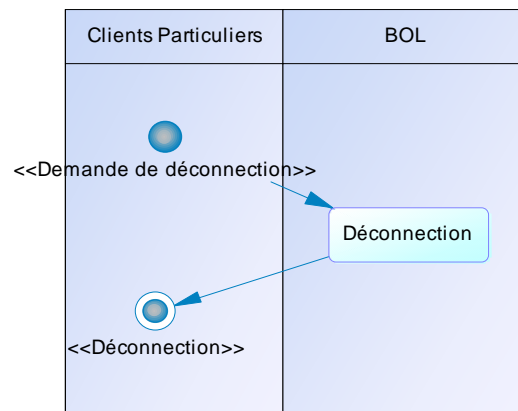 Clients Particuliers
BOL
<<Demande de déconnection>>
Déconnection
<<Déconnection>>